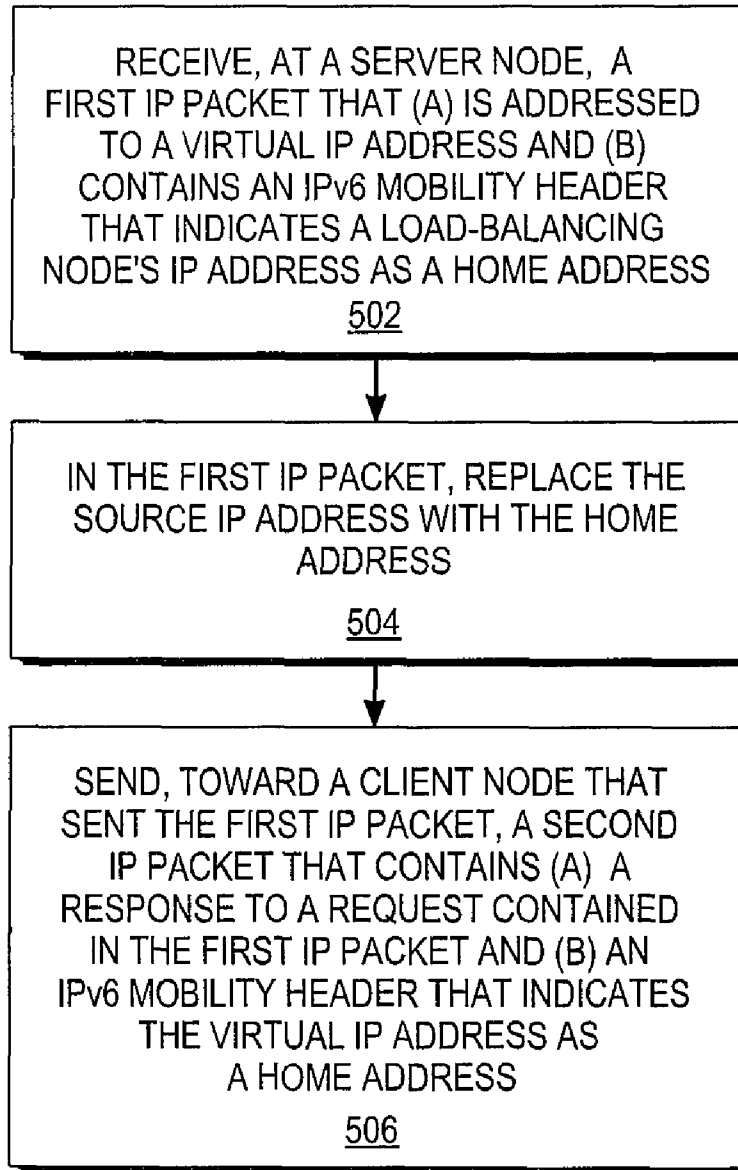 RECEIVE, AT A SERVER NODE, A
FIRST IP PACKET THAT (A) IS ADDRESSED
TO A VIRTUAL IP ADDRESS AND (B)
CONTAINS AN IPv6 MOBILITY HEADER
THAT INDICATES A LOAD-BALANCING
NODE'S IP ADDRESS AS A HOME ADDRESS
502
IN THE FIRST IP PACKET, REPLACE THE
SOURCE IP ADDRESS WITH THE HOME
ADDRESS
504
SEND, TOWARD A CLIENT NODE THAT
SENT THE FIRST IP PACKET, A SECOND
IP PACKET THAT CONTAINS (A) A
RESPONSE TO A REQUEST CONTAINED
IN THE FIRST IP PACKET AND (B) AN
IPv6 MOBILITY HEADER THAT INDICATES
THE VIRTUAL IP ADDRESS AS
A HOME ADDRESS
506